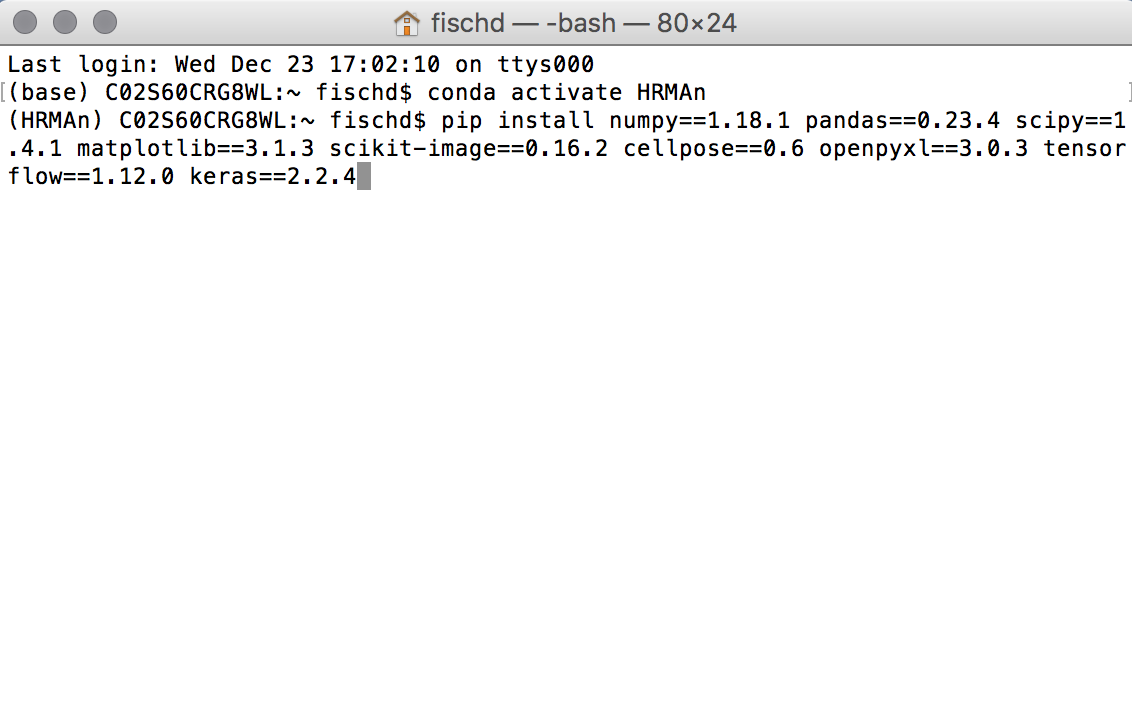 fischd — -bash — 80×24
Last login: Wed Dec 23 17:02:10 on ttys000
[(base) C02S60CRG8WL:~ fischd$ conda activate HRMAn ]
(HRMAn) C02S60CRG8WL:~ fischd$ pip install numpy==1.18.1 pandas==0.23.4 scipy==1
.4.1 matplotlib==3.1.3 scikit-image==0.16.2 cellpose==0.6 openpyxl==3.0.3 tensor
flow==1.12.0 keras==2.2.4